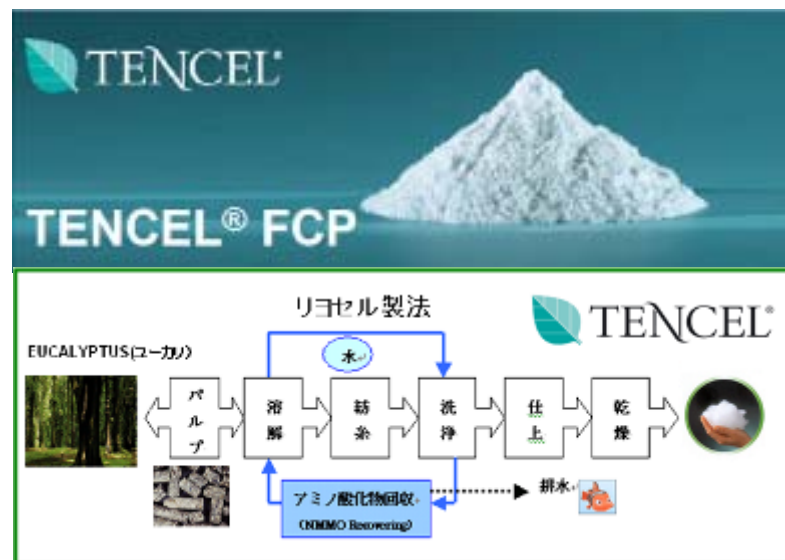 TENCEL®
TENCEL® FCP
リヨセル製法
TENCEL®
EUCALYPTUS(ユーカリ)
水
パルプ
溶解
紡糸
洗浄
仕上
乾燥
アミノ酸化物回収
(NMMO Recovering)
排水